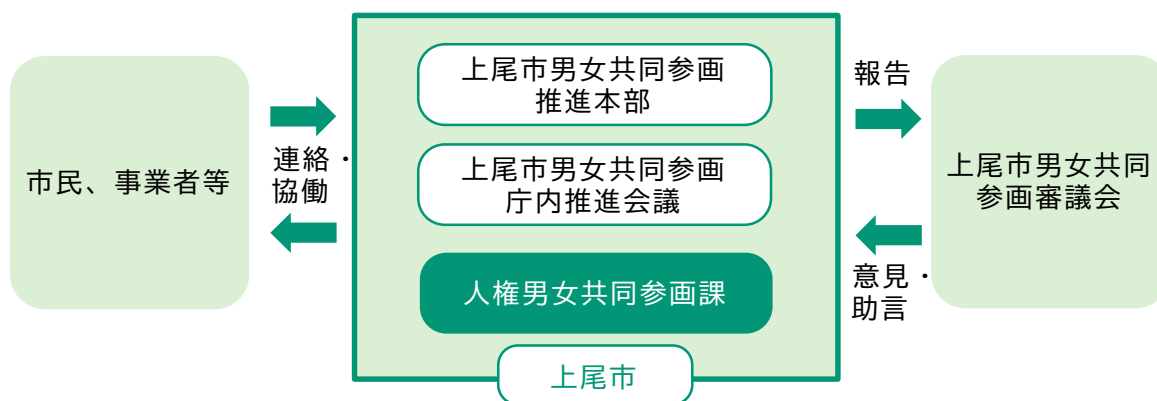 市民、事業者等
連絡・
協働
上尾市男女共同参画
推進本部
上尾市男女共同参画
庁内推進会議
人権男女共同参画課
上尾市
報告
意見・
助言
上尾市男女共同
参画審議会